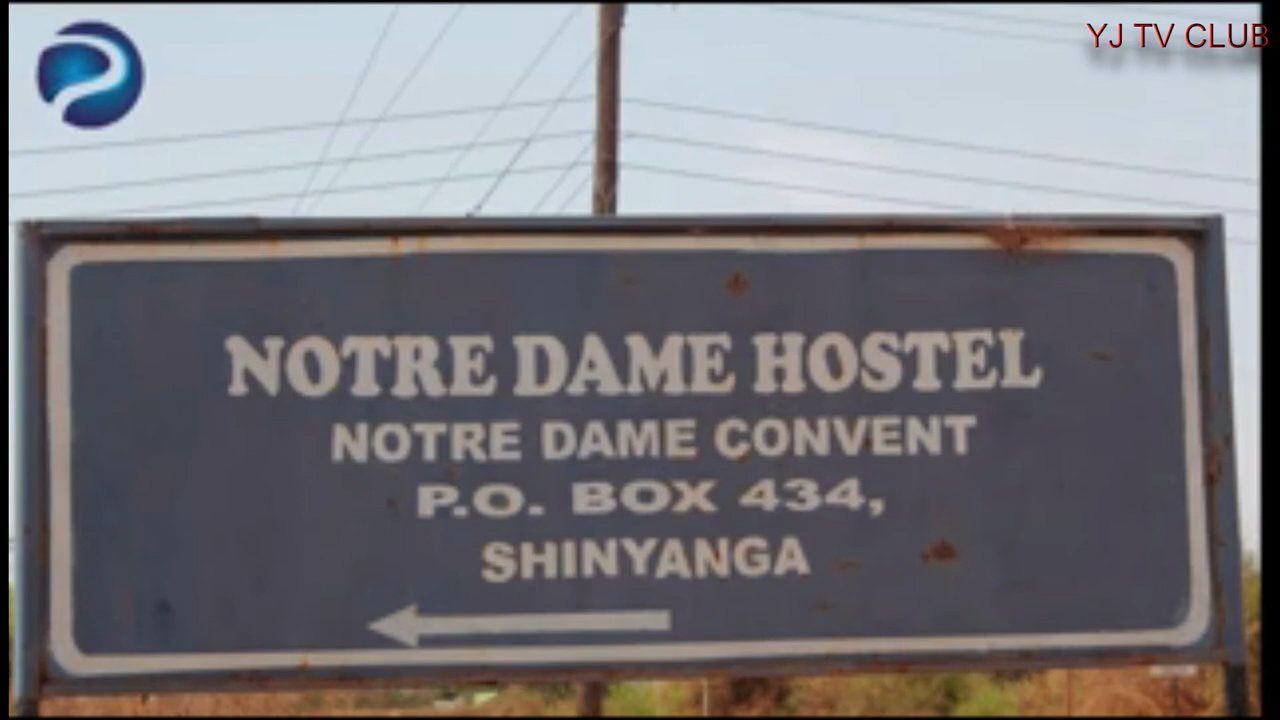 YJ TV CLUB
NOTRE DAME HOSTEL
NOTRE DAME CONVENT
P.O. BOX 434,
SHINYANGA